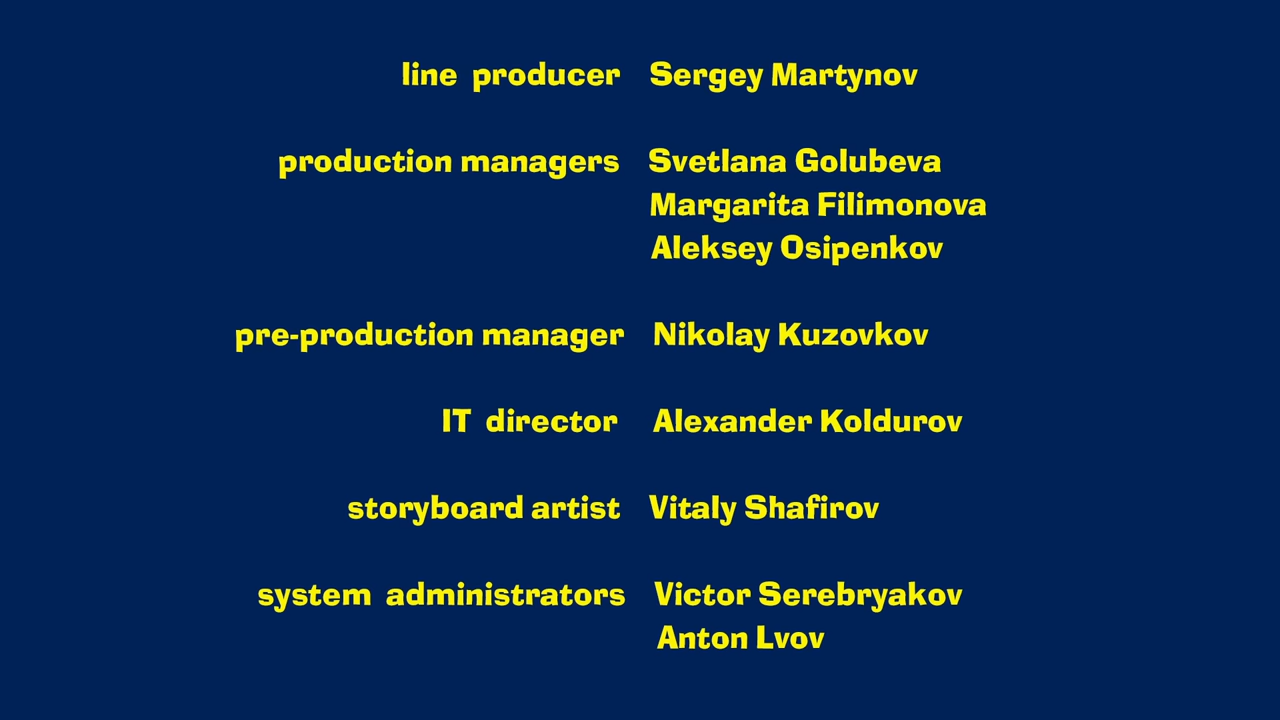 line producer Sergey Martynov
production managers Svetlana Golubeva
Margarita Filimonova
Aleksey Osipenkov
pre-production manager Nikolay Kuzovkov
IT director Alexander Koldurov
storyboard artist Vitaly Shafirov
system administrators Victor Serebryakov
Anton Lvov